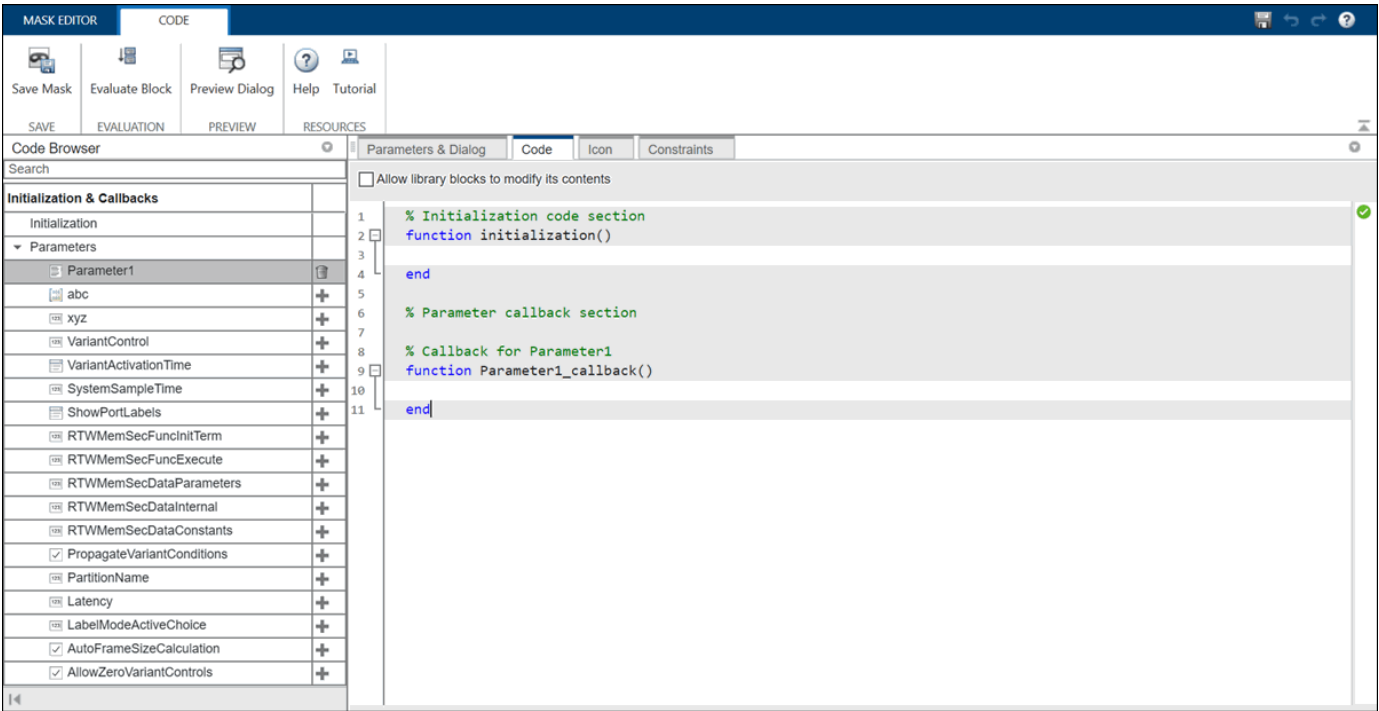 MASK EDITOR CODE
Save Mask Evaluate Block Preview Dialog Help Tutorial
SAVE EVALUATION PREVIEW RESOURCES
Code Browser
Search
Initialization & Callbacks
Initialization
Parameters
Parameter1
abc
xyz
VariantControl
VariantActivationTime
SystemSampleTime
ShowPortLabels
RTWMemSecFuncInitTerm
RTWMemSecFuncExecute
RTWMemSecDataParameters
RTWMemSecDataInternal
RTWMemSecDataConstants
PropagateVariantConditions
PartitionName
Latency
LabelModeActiveChoice
AutoFrameSizeCalculation
AllowZeroVariantControls
Parameters & Dialog Code Icon Constraints
Allow library blocks to modify its contents
1 % Initialization code section
2 function initialization()
3
4 end
5
6 % Parameter callback section
7
8 % Callback for Parameter1
9 function Parameter1_callback()
10
11 end